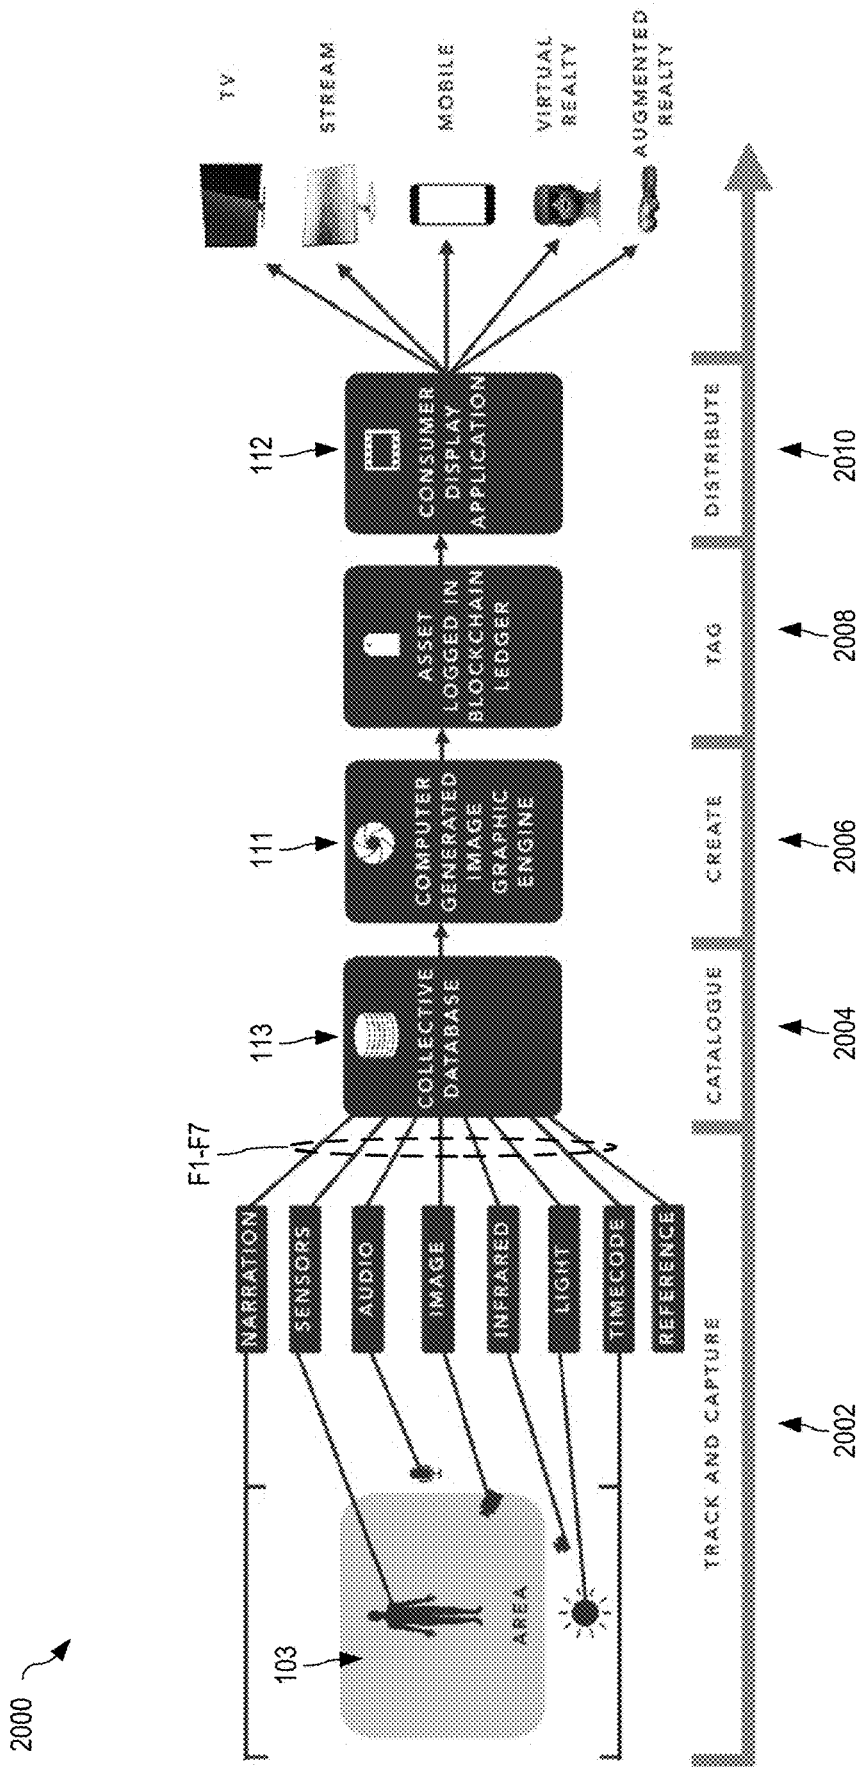 2000
103
AREA
NARRATION
SENSORS
AUDIO
IMAGE
INFRARED
LIGHT
TIMECODE
REFERENCE
F1-F7
113
COLLECTIVE
DATABASE
111
COMPUTER
GENERATED
IMAGE
GRAPHIC
ENGINE
ASSET
LOGGED IN
BLOCKCHAIN
LEDGER
112
CONSUMER
DISPLAY
APPLICATION
TV
STREAM
MOBILE
VIRTUAL
REALTY
AUGMENTED
REALTY
TRACK AND CAPTURE
CATALOGUE
CREATE
TAG
DISTRIBUTE
2002
2004
2006
2008
2010